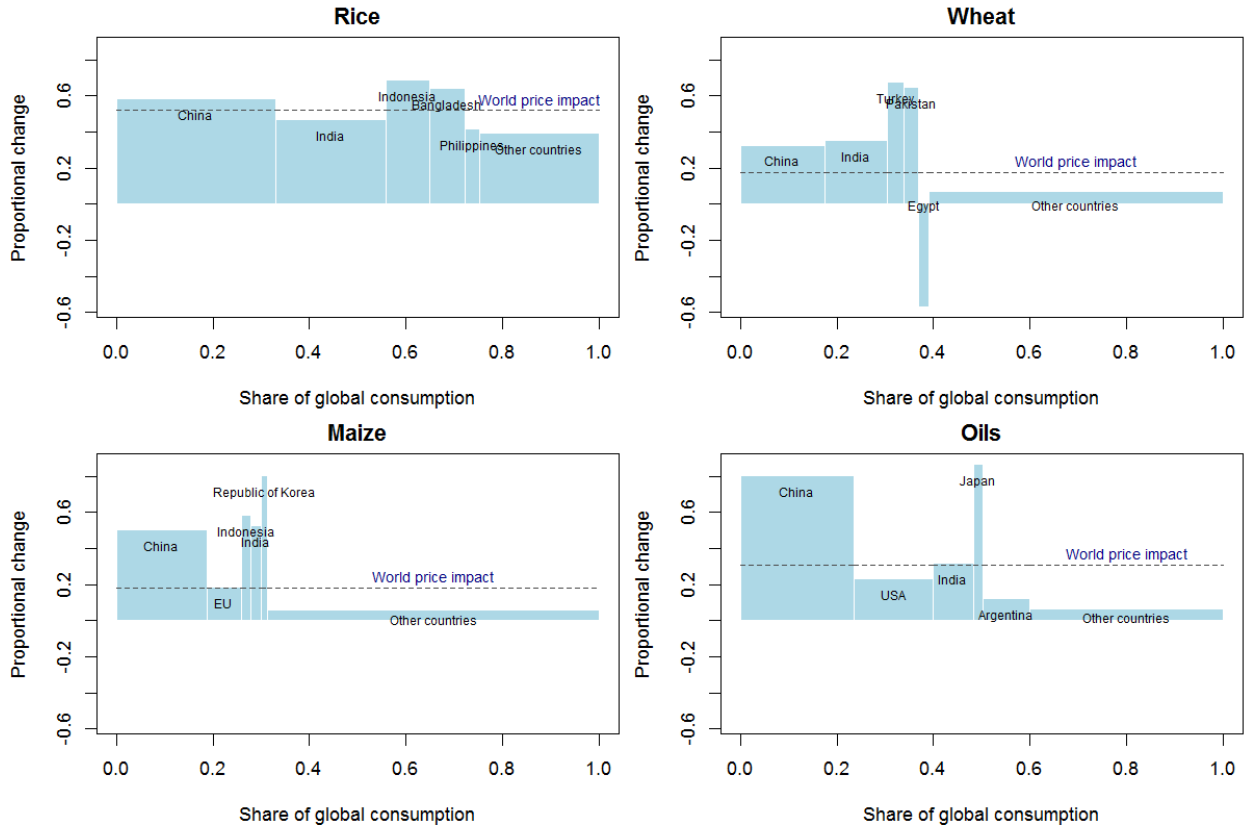 Rice
Proportional change
0.6
0.2
-0.2
-0.6
China
India
Indonesia
Bangladesh
Philippines
Other countries
World price impact
0.0 0.2 0.4 0.6 0.8 1.0
Share of global consumption
Wheat
Proportional change
0.6
0.2
-0.2
-0.6
China
India
Turkey
Pakistan
Egypt
Other countries
World price impact
0.0 0.2 0.4 0.6 0.8 1.0
Share of global consumption
Maize
Proportional change
0.6
0.2
-0.2
-0.6
China
EU
Indonesia
India
Republic of Korea
Other countries
World price impact
0.0 0.2 0.4 0.6 0.8 1.0
Share of global consumption
Oils
Proportional change
0.6
0.2
-0.2
-0.6
China
USA
India
Japan
Argentina
Other countries
World price impact
0.0 0.2 0.4 0.6 0.8 1.0
Share of global consumption